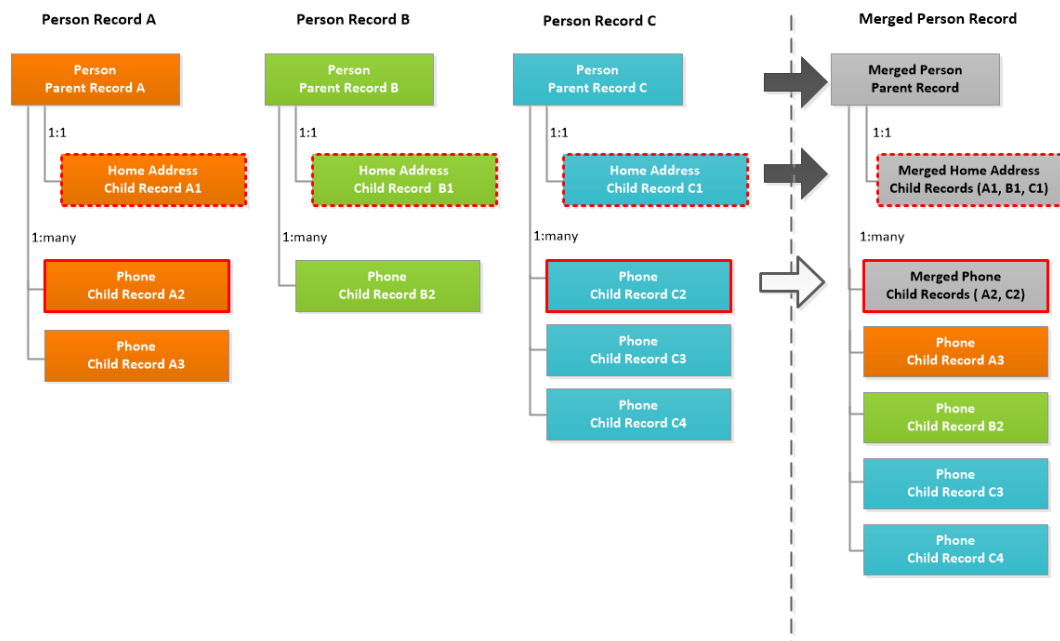 Person Record A
Person Record B
Person Record C
Merged Person Record
Person
Parent Record A
Person
Parent Record B
Person
Parent Record C
Merged Person
Parent Record
1:1
1:1
1:1
1:1
Home Address
Child Record A1
Home Address
Child Record  B1
Home Address
Child Record C1
Merged Home Address
Child Records (A1, B1, C1)
1:many
1:many
1:many
1:many
Phone
Child Record A2
Phone
Child Record B2
Phone
Child Record C2
Merged Phone
Child Records ( A2, C2)
Phone
Child Record A3
Phone
Child Record C3
Phone
Child Record A3
Phone
Child Record C4
Phone
Child Record B2
Phone
Child Record C3
Phone
Child Record C4